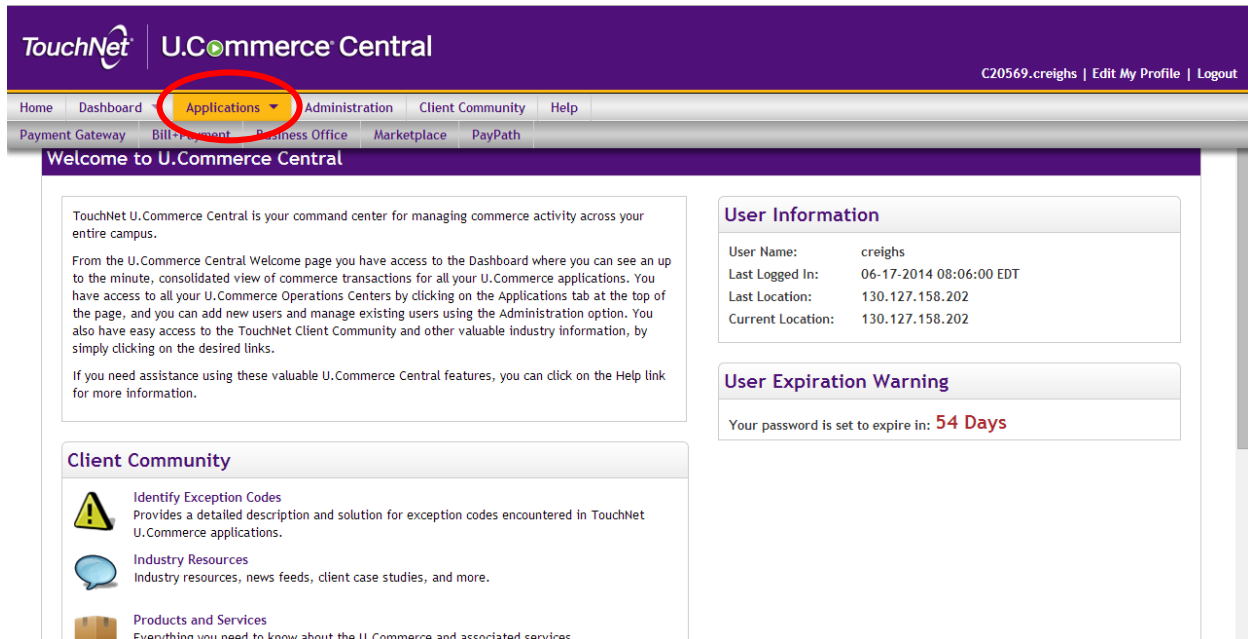 TouchNet U.Commerce Central
C20569.creighs | Edit My Profile | Logout
Home Dashboard Applications Administration Client Community Help
Payment Gateway Bill+Payment Business Office Marketplace PayPath
Welcome to U.Commerce Central
TouchNet U.Commerce Central is your command center for managing commerce activity across your
entire campus.
From the U.Commerce Central Welcome page you have access to the Dashboard where you can see an up
to the minute, consolidated view of commerce transactions for all your U.Commerce applications. You
have access to all your U.Commerce Operations Centers by clicking on the Applications tab at the top of
the page, and you can add new users and manage existing users using the Administration option. You
also have easy access to the TouchNet Client Community and other valuable industry information, by
simply clicking on the desired links.
If you need assistance using these valuable U.Commerce Central features, you can click on the Help link
for more information.
User Information
User Name: creighs
Last Logged In: 06-17-2014 08:06:00 EDT
Last Location: 130.127.158.202
Current Location: 130.127.158.202
User Expiration Warning
Your password is set to expire in: 54 Days
Client Community
Identify Exception Codes
Provides a detailed description and solution for exception codes encountered in TouchNet
U.Commerce applications.
Industry Resources
Industry resources, news feeds, client case studies, and more.
Products and Services
Everything you need to know about the U.Commerce and associated services